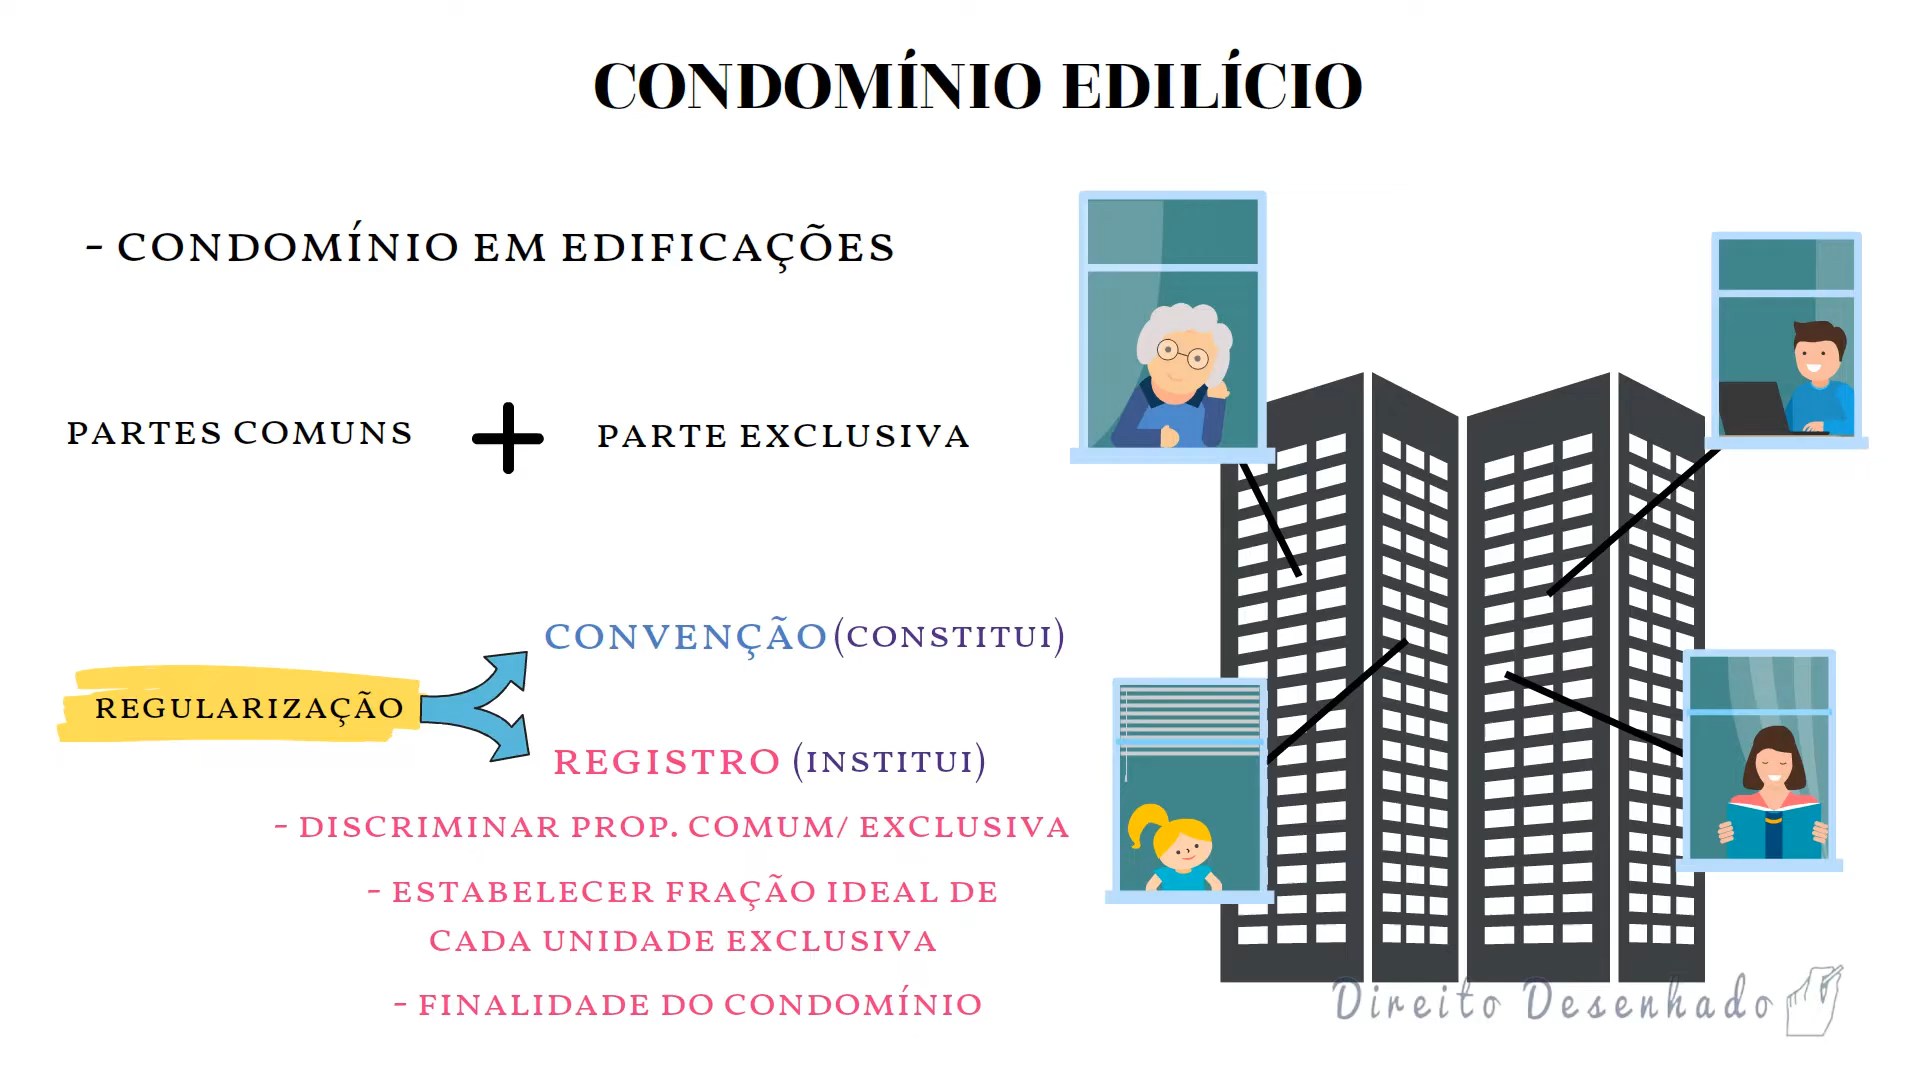 CONDOMÍNIO EDILÍCIO
- CONDOMÍNIO EM EDIFICAÇÕES
PARTES COMUNS + PARTE EXCLUSIVA
CONVENÇÃO (CONSTITUI)
REGULARIZAÇÃO
REGISTRO (INSTITUI)
- DISCRIMINAR PROP. COMUM/ EXCLUSIVA
- ESTABELECER FRAÇÃO IDEAL DE
CADA UNIDADE EXCLUSIVA
- FINALIDADE DO CONDOMÍNIO
Direito Desenhado